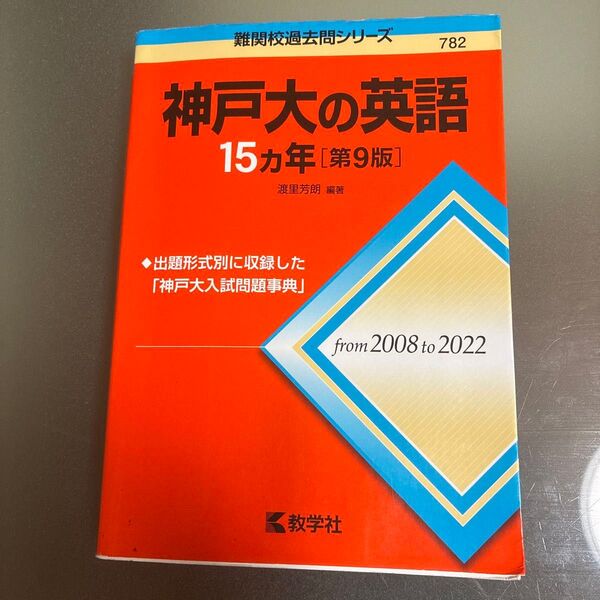 難関校過去問シリーズ
782
神戸大の英語
15カ年[第9版]
渡里芳朗 編著
◆出題形式別に収録した
「神戸大入試問題事典」
from 2008 to 2022
教学社